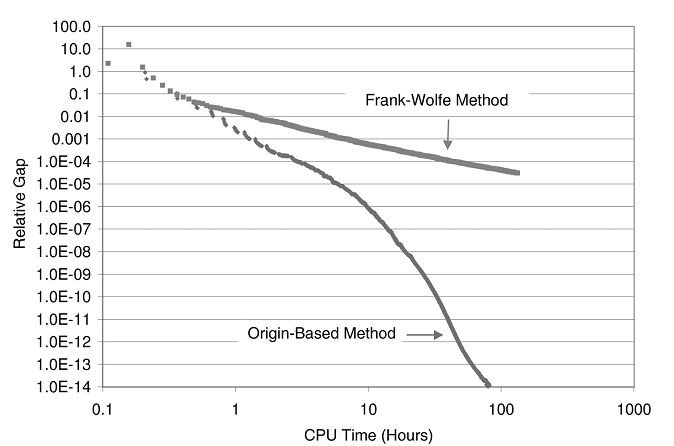 100.0
10.0
1.0
0.1
0.01
0.001
1.0E-04
1.0E-05
1.0E-06
1.0E-07
1.0E-08
1.0E-09
1.0E-10
1.0E-11
1.0E-12
1.0E-13
1.0E-14
Relative Gap
Frank-Wolfe Method
Origin-Based Method
0.1 1 10 100 1000
CPU Time (Hours)